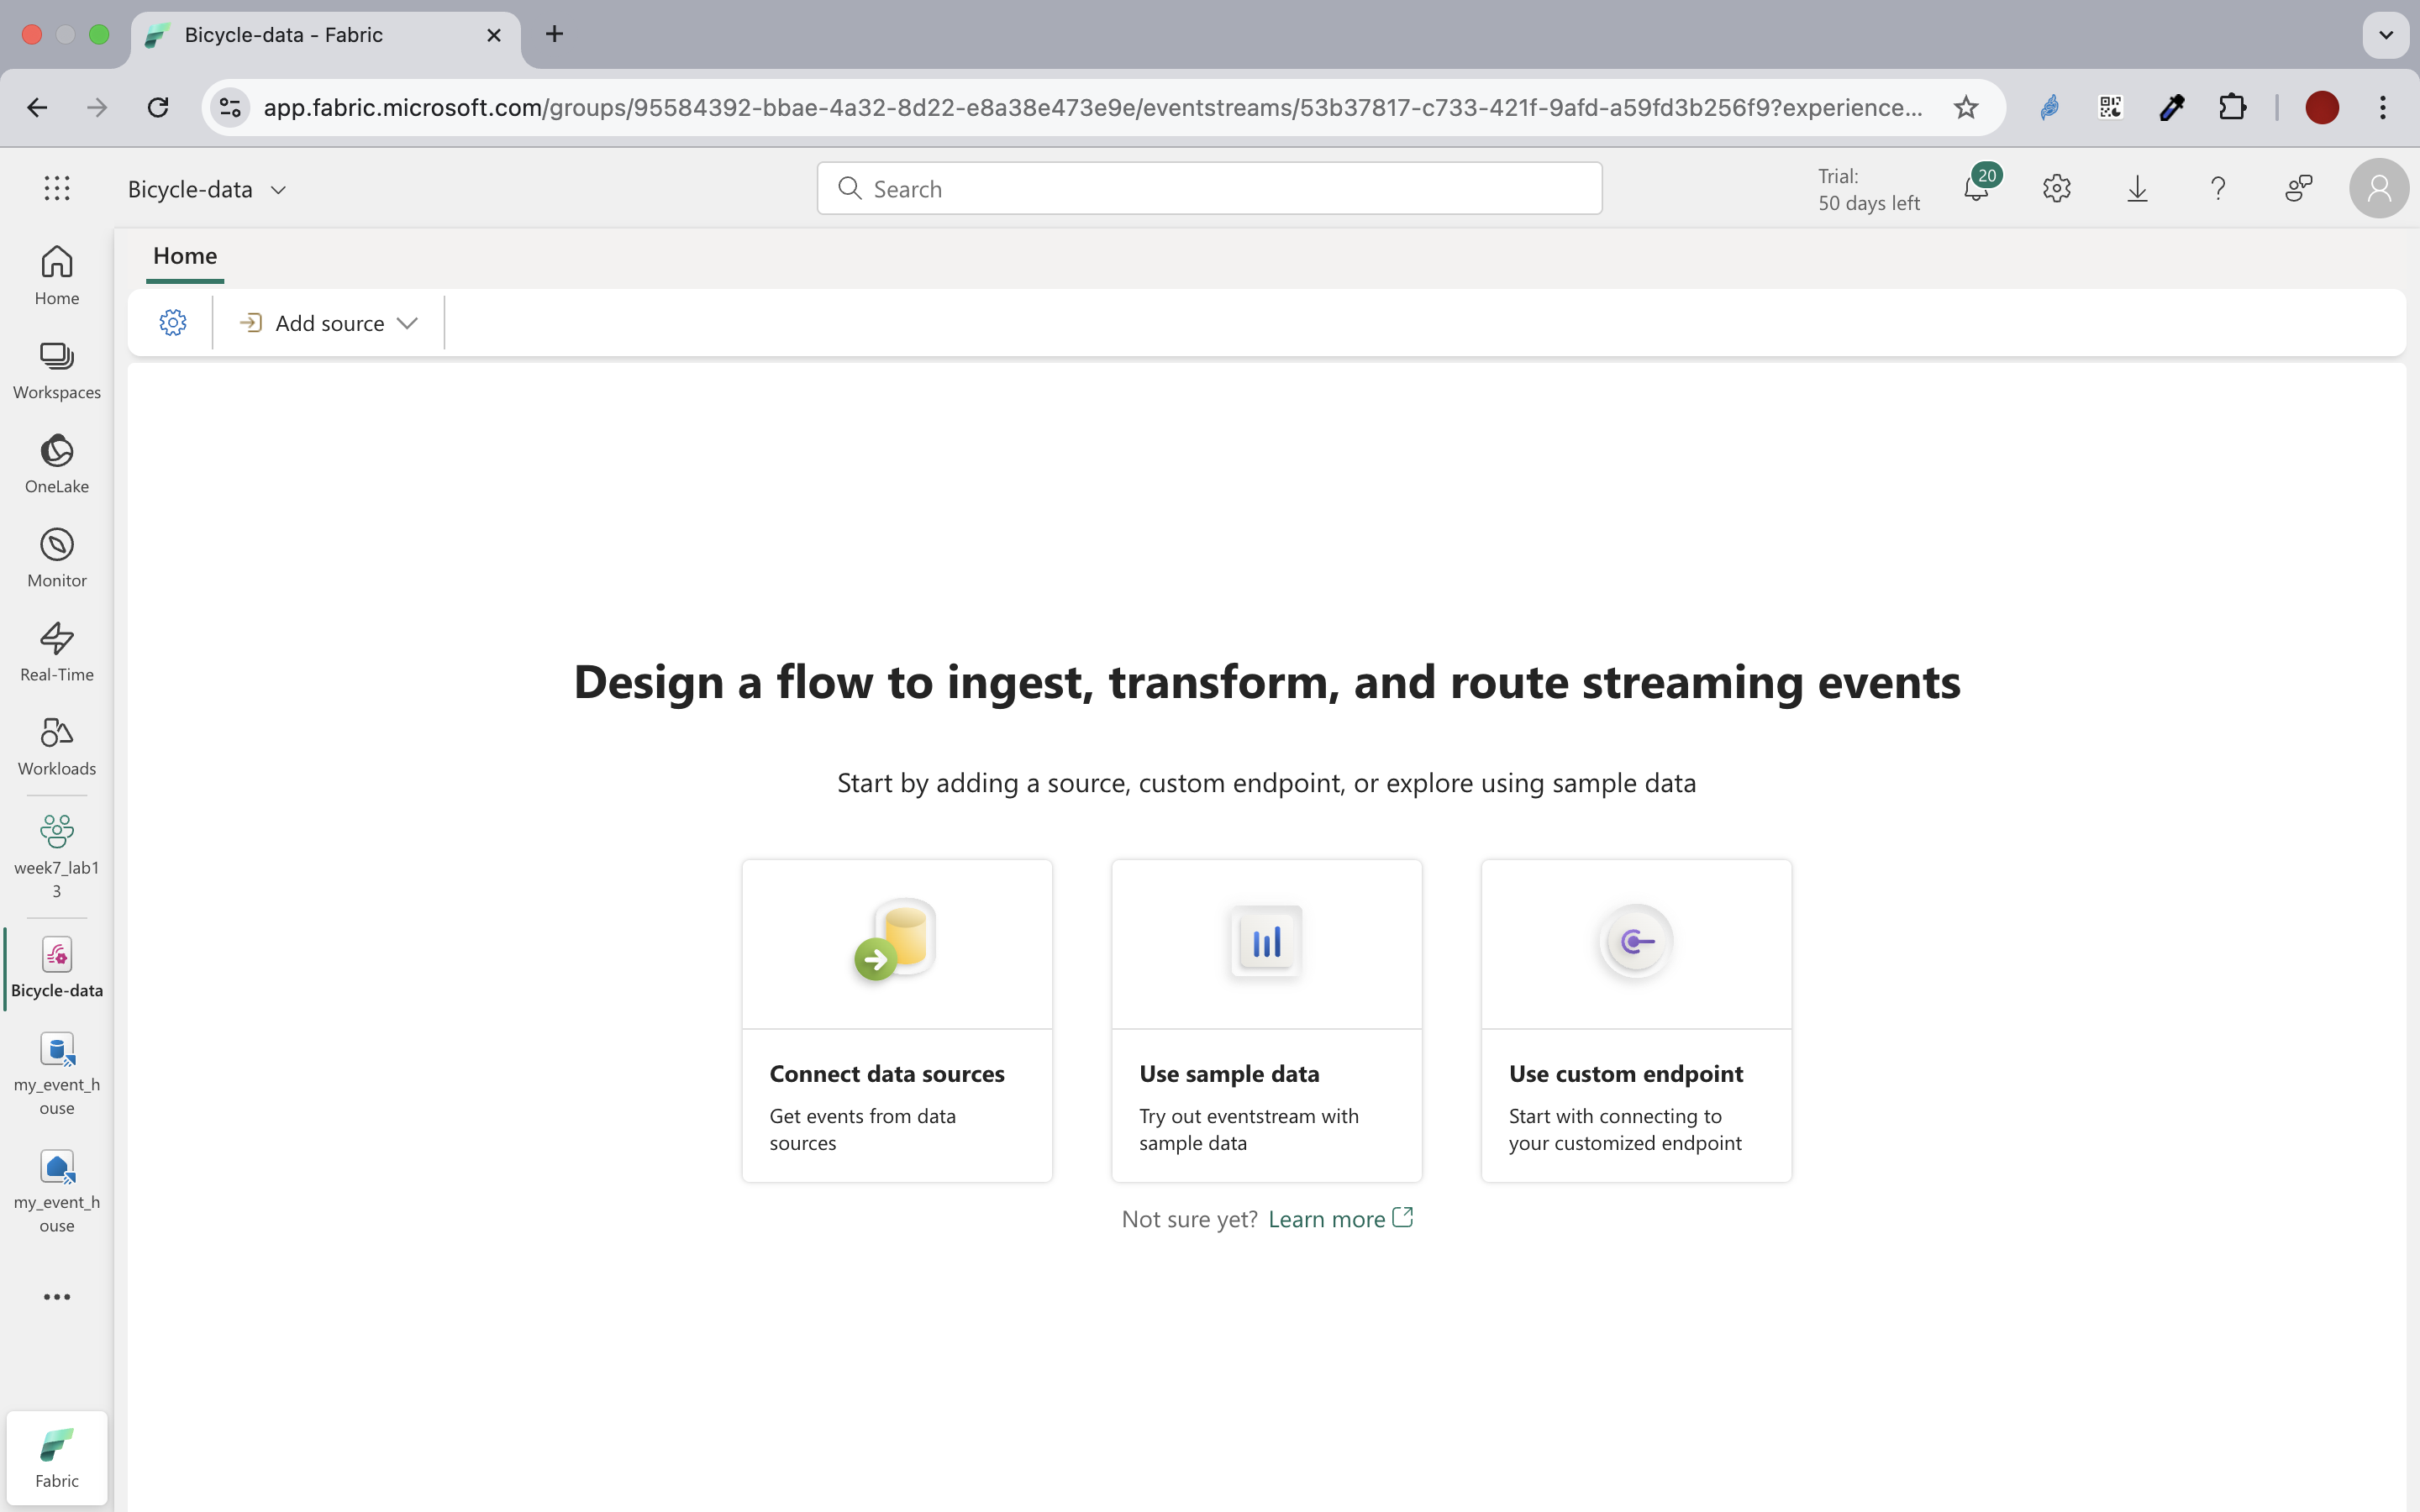 Bicycle-data - Fabric
app.fabric.microsoft.com/groups/95584392-bbae-4a32-8d22-e8a38e473e9e/eventstreams/53b37817-c733-421f-9afd-a59fd3b256f9?experience...
Bicycle-data
Search
Trial:
50 days left
20
Home
Add source
Home
Workspaces
OneLake
Monitor
Real-Time
Workloads
week7_lab1
3
Bicycle-data
my_event_h
ouse
my_event_h
ouse
Fabric
Design a flow to ingest, transform, and route streaming events
Start by adding a source, custom endpoint, or explore using sample data
Connect data sources
Get events from data
sources
Use sample data
Try out eventstream with
sample data
Use custom endpoint
Start with connecting to
your customized endpoint
Not sure yet? Learn more